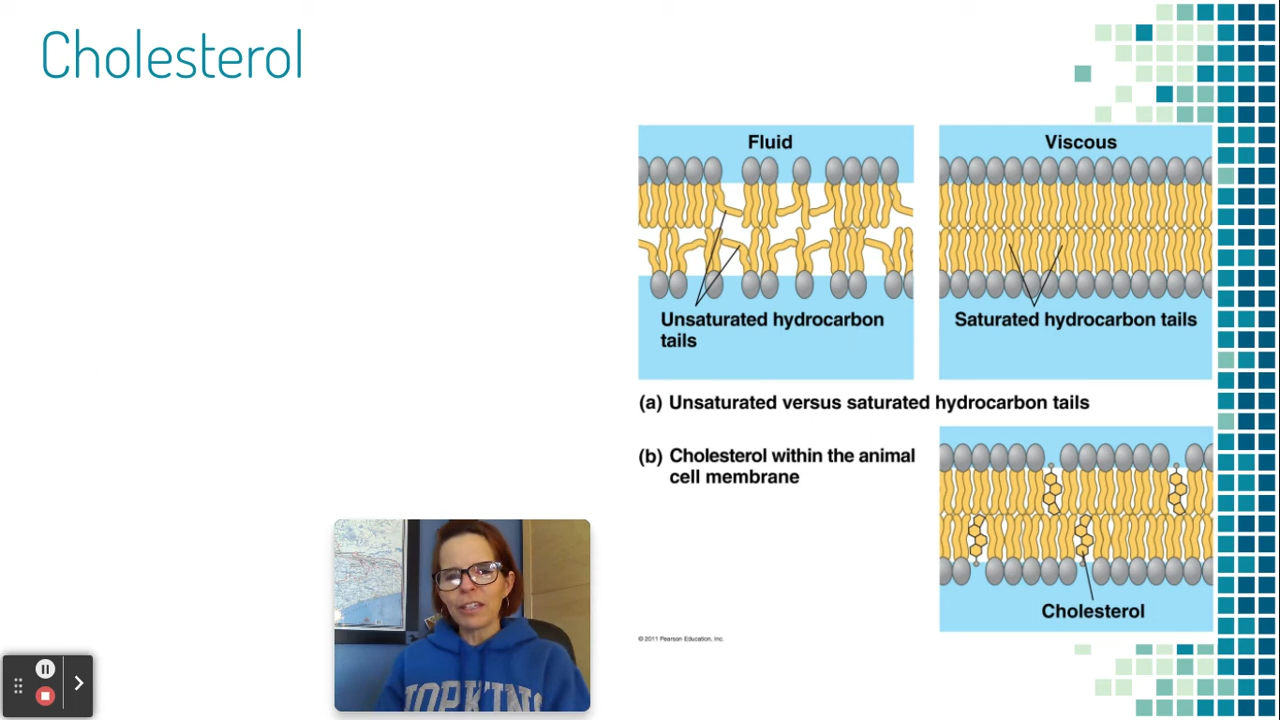 Cholesterol
Fluid
Viscous
Unsaturated hydrocarbon
tails
Saturated hydrocarbon tails
(a) Unsaturated versus saturated hydrocarbon tails
(b) Cholesterol within the animal
cell membrane
Cholesterol
© 2011 Pearson Education, Inc.